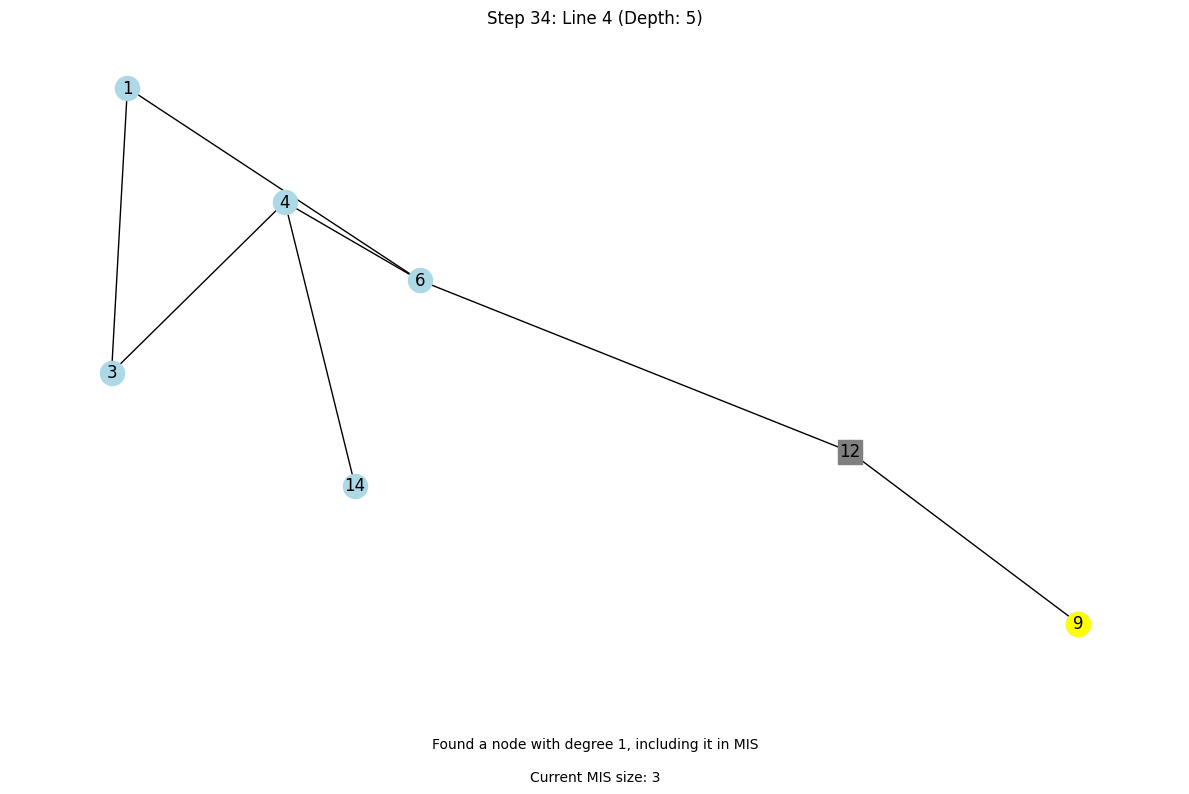 Step 34: Line 4 (Depth: 5)
1
4
6
3
12
14
9
Found a node with degree 1, including it in MIS
Current MIS size: 3